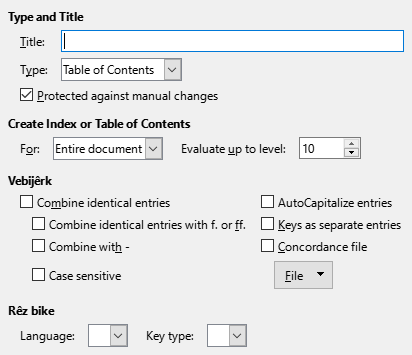 Type and Title
Title:
Type: Table of Contents
Protected against manual changes
Create Index or Table of Contents
For: Entire document Evaluate up to level: 10
Vebijêrk
Combine identical entries AutoCapitalize entries
Combine identical entries with f. or ff. Keys as separate entries
Combine with - Concordance file
Case sensitive File
Rêz bike
Language: Key type: